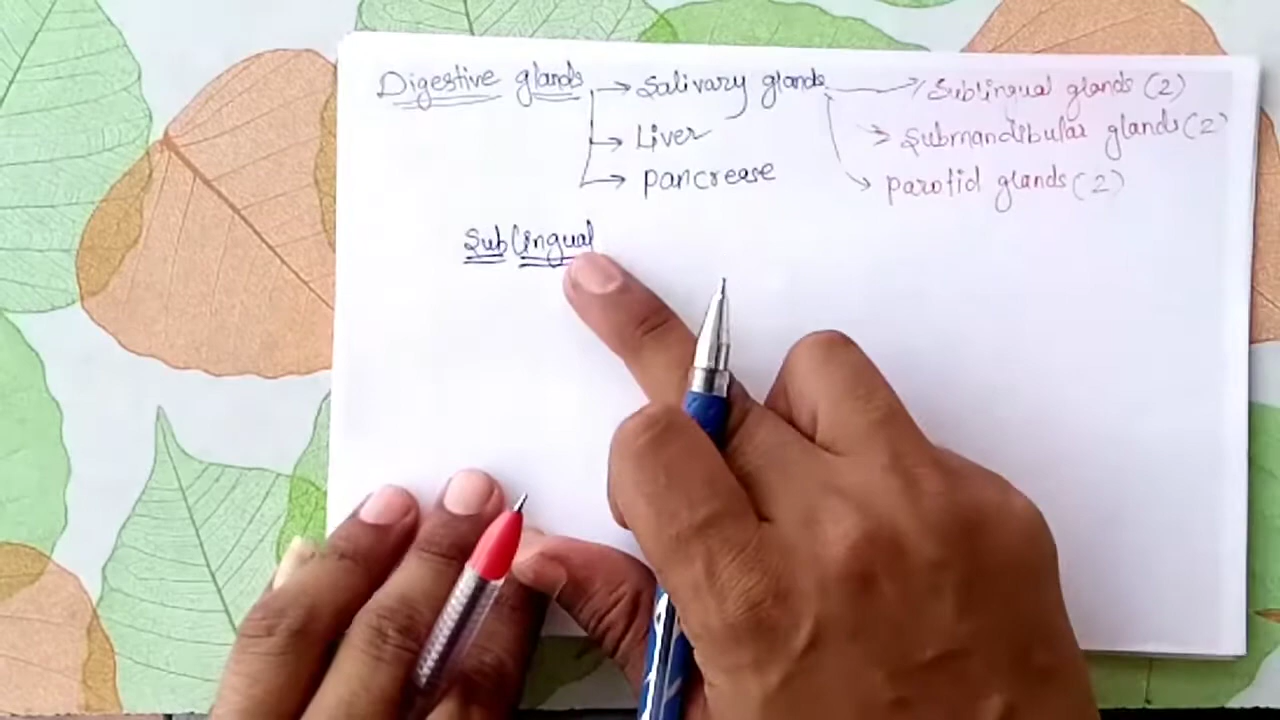 Digestive glands → Salivary glands → Sublingual glands (2)
→ Liver → Submandibular glands (2)
→ pancrease → parotid glands (2)
Sublingual